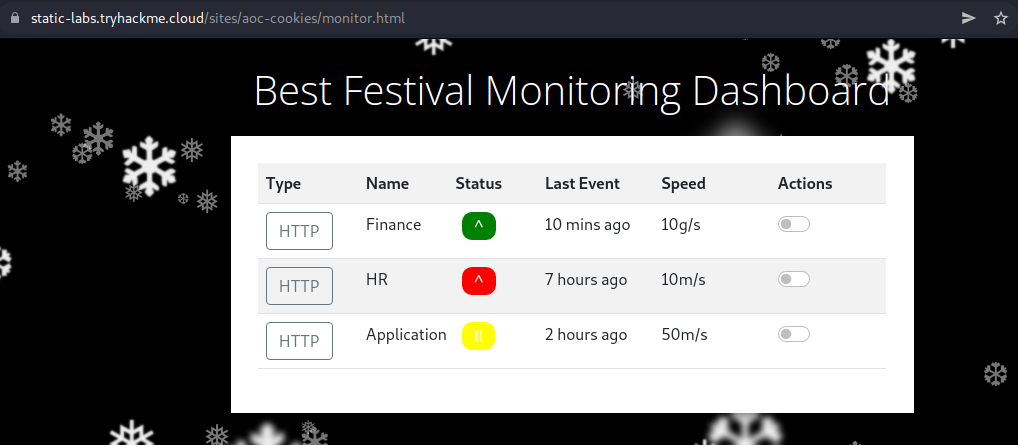 static-labs.tryhackme.cloud/sites/aoc-cookies/monitor.html
Best Festival Monitoring Dashboard
Type Name Status Last Event Speed Actions
HTTP Finance ^ 10 mins ago 10g/s
HTTP HR ^ 7 hours ago 10m/s
HTTP Application || 2 hours ago 50m/s